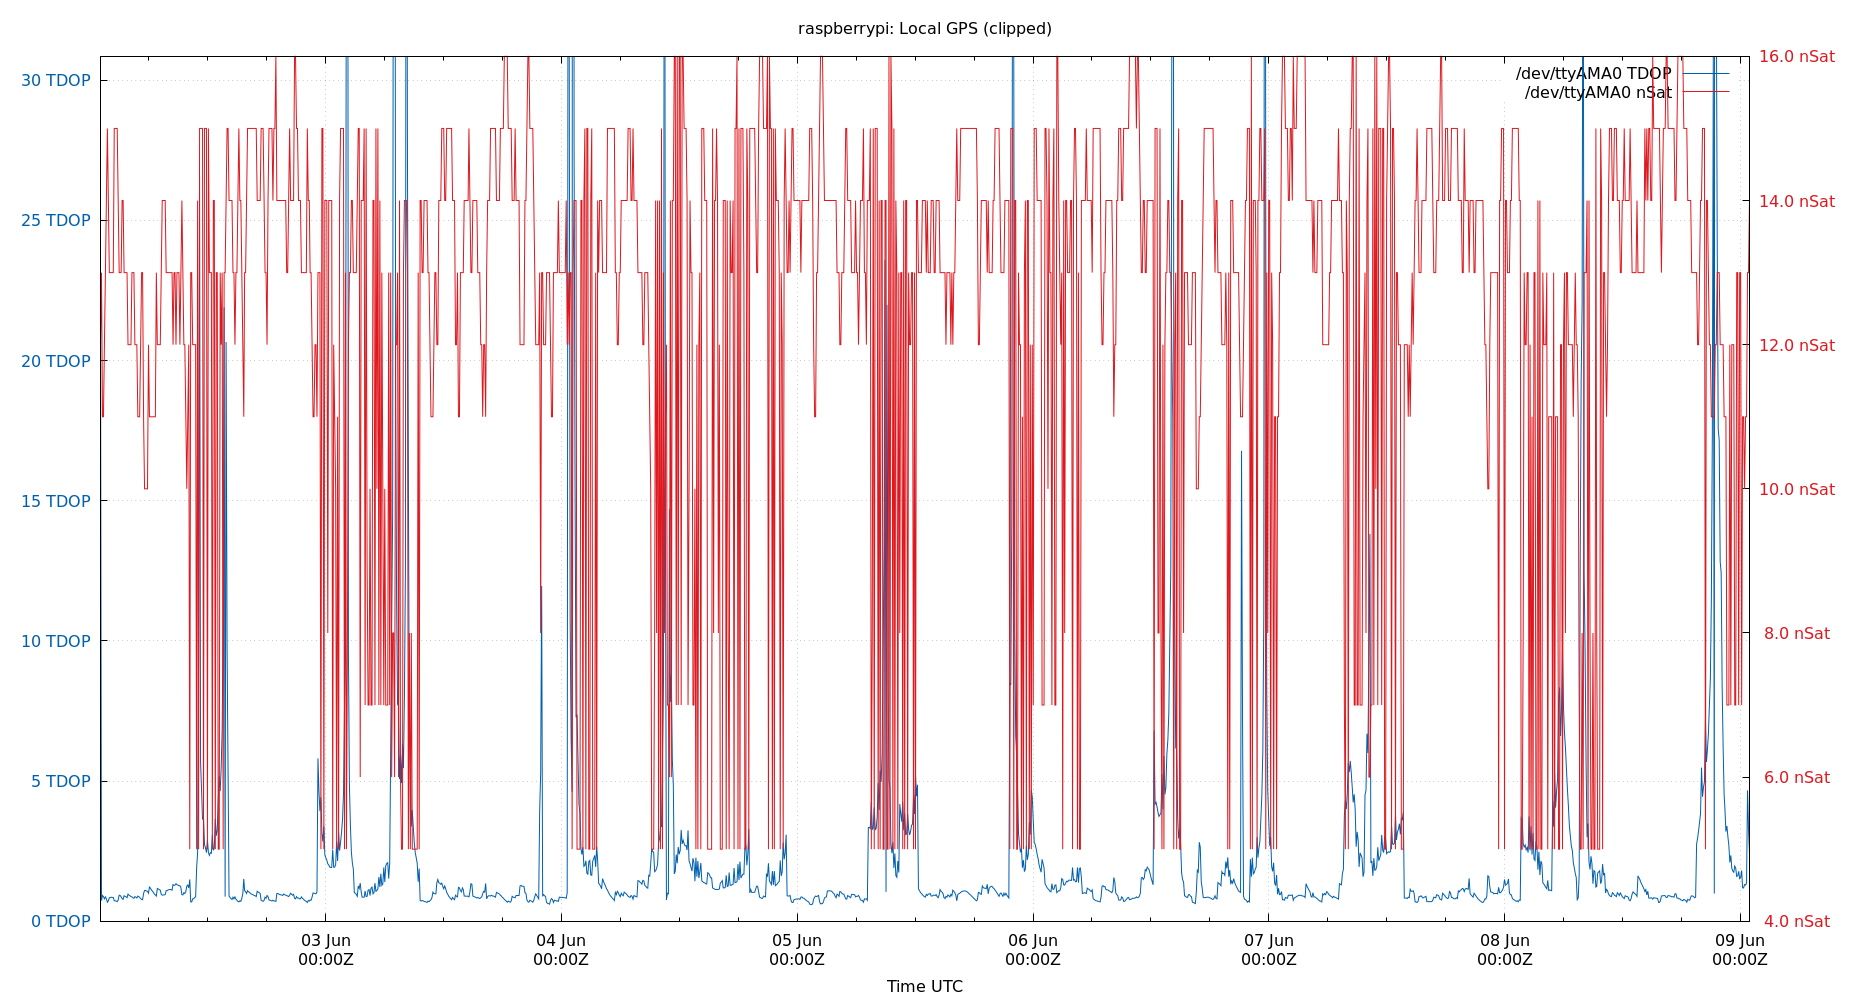 raspberrypi: Local GPS (clipped)
30 TDOP
25 TDOP
20 TDOP
15 TDOP
10 TDOP
5 TDOP
0 TDOP
/dev/ttyAMA0 TDOP
/dev/ttyAMA0 nSat
16.0 nSat
14.0 nSat
12.0 nSat
10.0 nSat
8.0 nSat
6.0 nSat
4.0 nSat
03 Jun
00:00Z
04 Jun
00:00Z
05 Jun
00:00Z
06 Jun
00:00Z
07 Jun
00:00Z
08 Jun
00:00Z
09 Jun
00:00Z
Time UTC